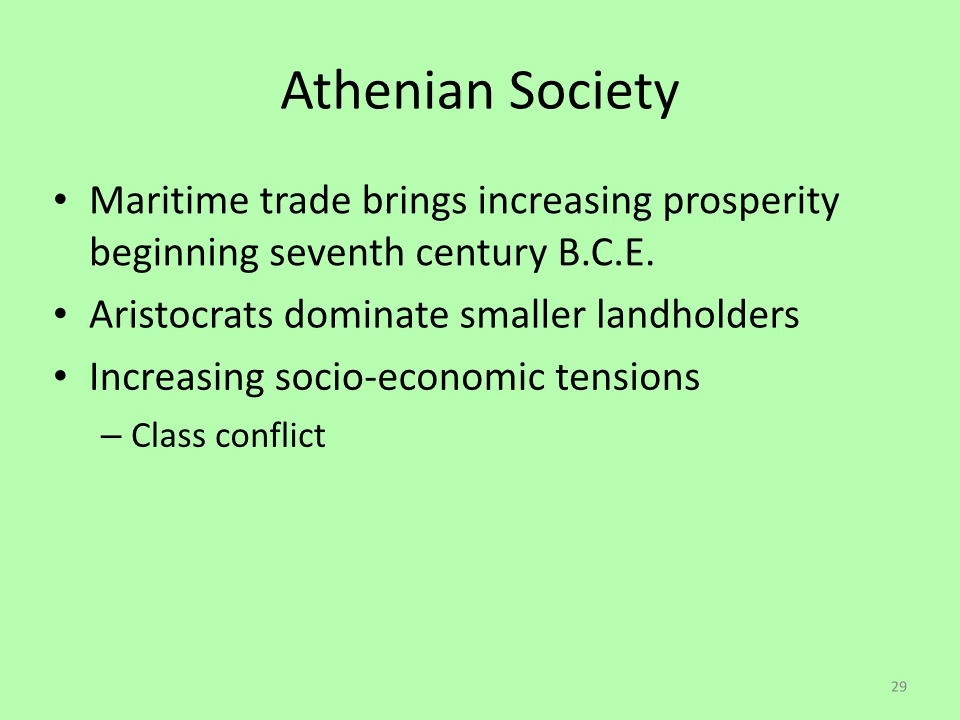 Athenian Society
• Maritime trade brings increasing prosperity
beginning seventh century B.C.E.
• Aristocrats dominate smaller landholders
• Increasing socio-economic tensions
– Class conflict
29